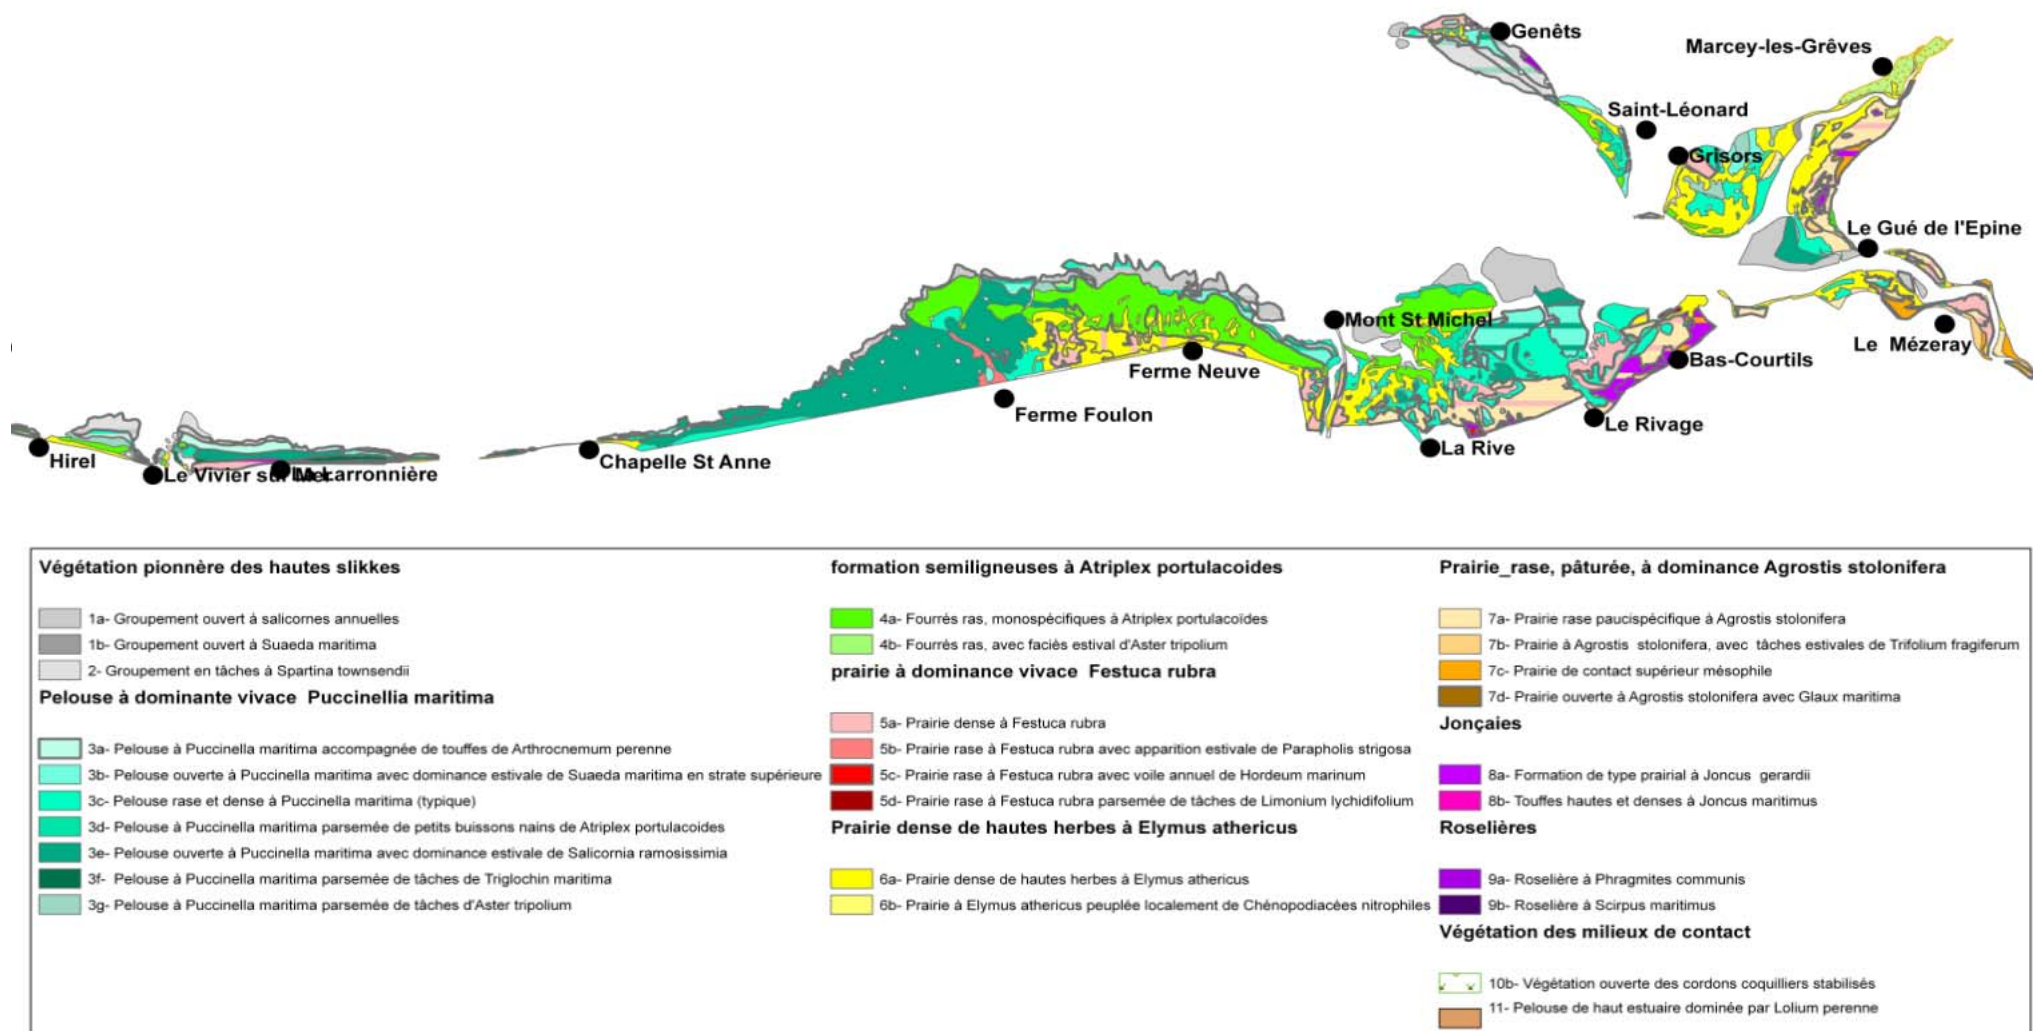 Genêts
Marcey-les-Grêves
Saint-Léonard
Grisors
Le Gué de l'Epine
Mont St Michel
Le Mézeray
Bas-Courtils
Ferme Neuve
Ferme Foulon
Le Rivage
La Rive
Chapelle St Anne
Hirel
Le Vivier sur Mer
La Larronnière
Végétation pionnère des hautes slikkes
1a- Groupement ouvert à salicornes annuelles
1b- Groupement ouvert à Suaeda maritima
2- Groupement en tâches à Spartina townsendii
Pelouse à dominante vivace Puccinellia maritima
3a- Pelouse à Puccinella maritima accompagnée de touffes de Arthrocnemum perenne
3b- Pelouse ouverte à Puccinella maritima avec dominance estivale de Suaeda maritima en strate supérieure
3c- Pelouse rase et dense à Puccinella maritima (typique)
3d- Pelouse à Puccinella maritima parsemée de petits buissons nains de Atriplex portulacoides
3e- Pelouse ouverte à Puccinella maritima avec dominance estivale de Salicornia ramosissimia
3f- Pelouse à Puccinella maritima parsemée de tâches de Triglochin maritima
3g- Pelouse à Puccinella maritima parsemée de tâches d'Aster tripolium
formation semiligneuses à Atriplex portulacoides
4a- Fourrés ras, monospécifiques à Atriplex portulacoïdes
4b- Fourrés ras, avec faciès estival d'Aster tripolium
prairie à dominance vivace Festuca rubra
5a- Prairie dense à Festuca rubra
5b- Prairie rase à Festuca rubra avec apparition estivale de Parapholis strigosa
5c- Prairie rase à Festuca rubra avec voile annuel de Hordeum marinum
5d- Prairie rase à Festuca rubra parsemée de tâches de Limonium lychidifolium
Prairie dense de hautes herbes à Elymus athericus
6a- Prairie dense de hautes herbes à Elymus athericus
6b- Prairie à Elymus athericus peuplée localement de Chénopodiacées nitrophiles
Prairie_rase, pâturée, à dominance Agrostis stolonifera
7a- Prairie rase paucispécifique à Agrostis stolonifera
7b- Prairie à Agrostis stolonifera, avec tâches estivales de Trifolium fragiferum
7c- Prairie de contact supérieur mésophile
7d- Prairie ouverte à Agrostis stolonifera avec Glaux maritima
Jonçaies
8a- Formation de type prairial à Joncus gerardii
8b- Touffes hautes et denses à Joncus maritimus
Roselières
9a- Roselière à Phragmites communis
9b- Roselière à Scirpus maritimus
Végétation des milieux de contact
10b- Végétation ouverte des cordons coquilliers stabilisés
11- Pelouse de haut estuaire dominée par Lolium perenne